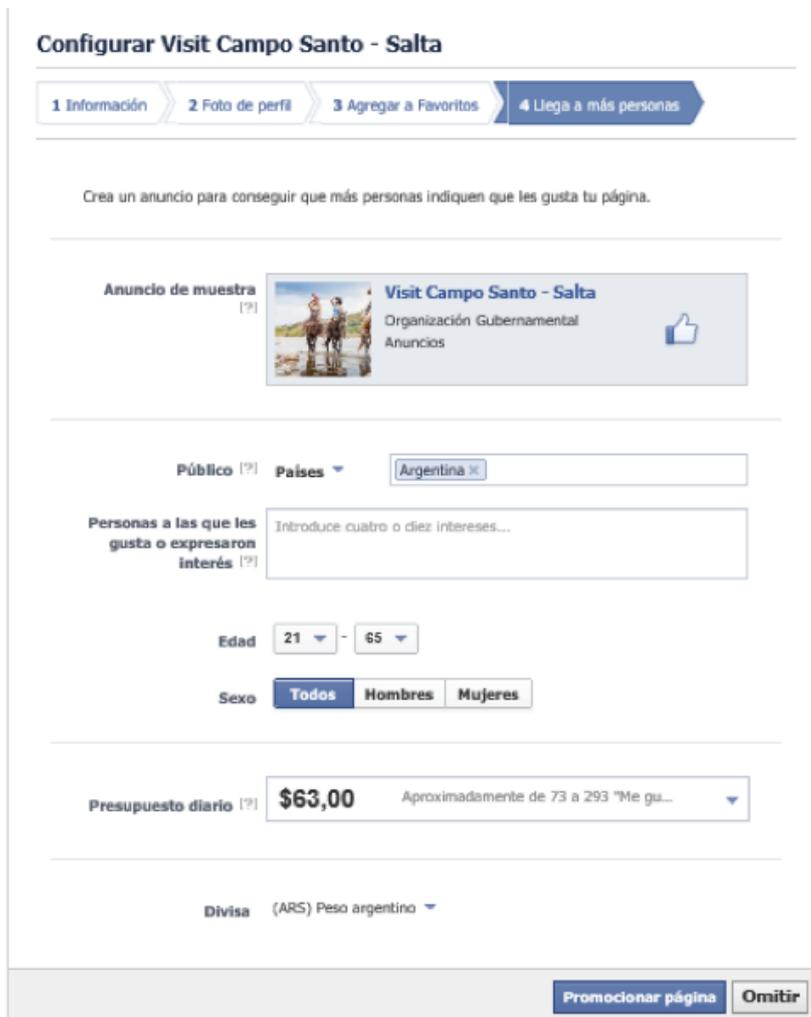 Configurar Visit Campo Santo - Salta
1 Información 2 Foto de perfil 3 Agregar a Favoritos 4 Llega a más personas
Crea un anuncio para conseguir que más personas indiquen que les gusta tu página.
Anuncio de muestra
[?]
Visit Campo Santo - Salta
Organización Gubernamental
Anuncios
Público [?] Países Argentina ×
Personas a las que les
gusta o expresaron
interés [?]
Introduce cuatro o diez intereses...
Edad 21 - 65
Sexo Todos Hombres Mujeres
Presupuesto diario [?] $63,00 Aproximadamente de 73 a 293 "Me gu...
Divisa (ARS) Peso argentino
Promocionar página Omitir